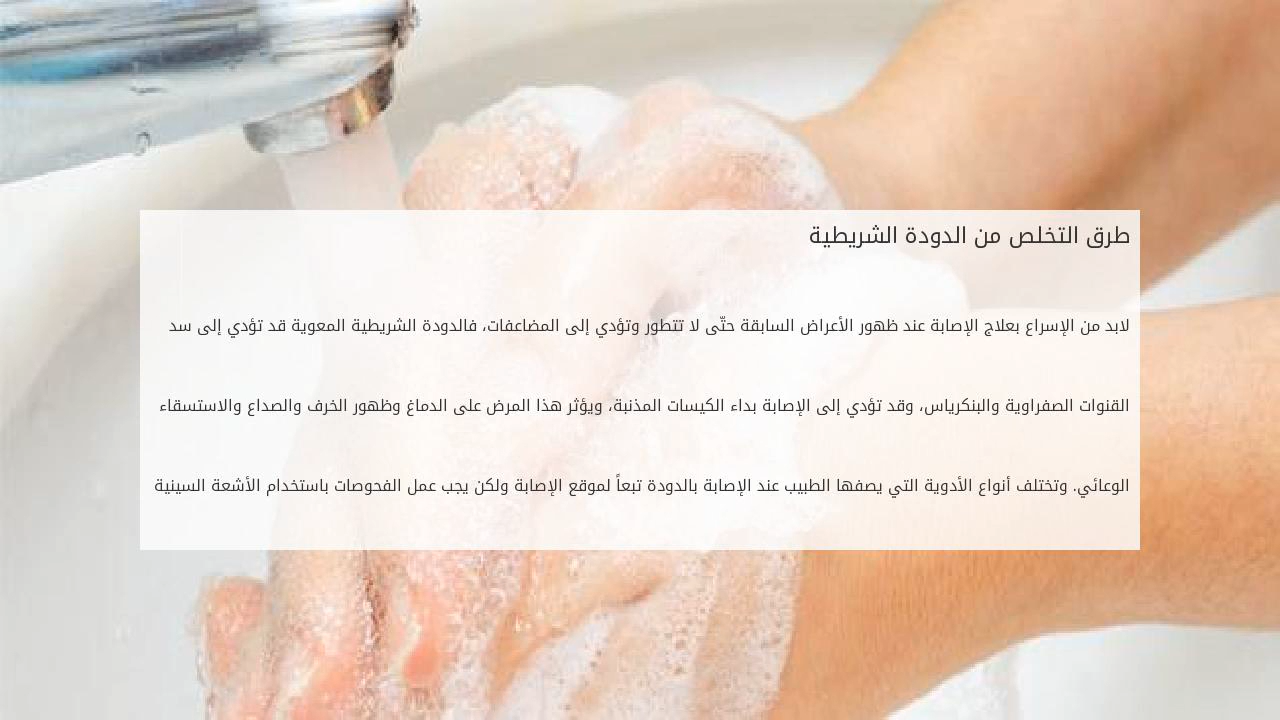 طرق التخلص من الدودة الشريطية
لابد من الإسراع بعلاج الإصابة عند ظهور الأعراض السابقة حتّى لا تتطور وتؤدي إلى المضاعفات، فالدودة الشريطية المعوية قد تؤدي إلى سد
القنوات الصفراوية والبنكرياس، وقد تؤدي إلى الإصابة بداء الكيسات المذنبة، ويؤثر هذا المرض على الدماغ وظهور الخرف والصداع والاستسقاء
الوعائي. وتختلف أنواع الأدوية التي يصفها الطبيب عند الإصابة بالدودة تبعاً لموقع الإصابة ولكن يجب عمل الفحوصات باستخدام الأشعة السينية